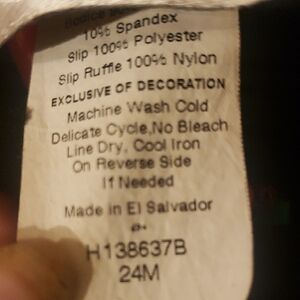 Bodice
10% Spandex
Slip 100% Polyester
Slip Ruffle 100% Nylon
EXCLUSIVE OF DECORATION
Machine Wash Cold
Delicate Cycle,No Bleach
Line Dry, Cool Iron
On Reverse Side
If Needed
Made in El Salvador
H138637B
24M